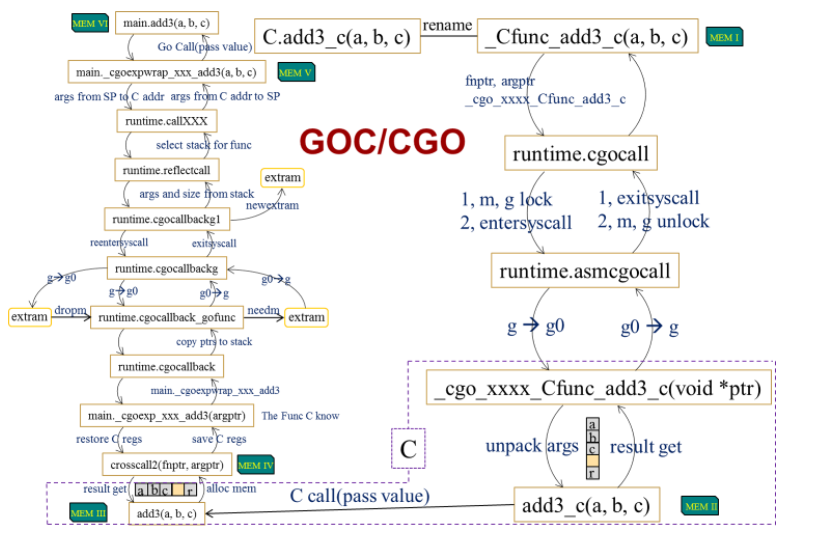 MEM VI
main.add3(a, b, c)
Go Call(pass value)
main._cgoexpwrap_xxx_add3(a, b, c)
MEM V
args from SP to C addr
args from C addr to SP
runtime.callXXX
select stack for func
runtime.reflectcall
args and size from stack
extram
newextram
runtime.cgocallbackg1
reentersyscall
exitsyscall
runtime.cgocallbackg
g→g0
g→g0
g0→g
g0→g
extram
dropm
runtime.cgocallback_gofunc
needm
extram
copy ptrs to stack
runtime.cgocallback
main._cgoexpwrap_xxx_add3
main._cgoexp_xxx_add3(argptr)
The Func C know
restore C regs
save C regs
crosscall2(fnptr, argptr)
MEM IV
result get
a b c r
alloc mem
MEM III
add3(a, b, c)
GOC/CGO
C.add3_c(a, b, c)
rename
_Cfunc_add3_c(a, b, c)
MEM I
fnptr, argptr
_cgo_xxxx_Cfunc_add3_c
runtime.cgocall
1, m, g lock
2, entersyscall
1, exitsyscall
2, m, g unlock
runtime.asmcgocall
g → g0
g0 → g
_cgo_xxxx_Cfunc_add3_c(void *ptr)
C
unpack args
a
b
c
r
result get
C call(pass value)
add3_c(a, b, c)
MEM II